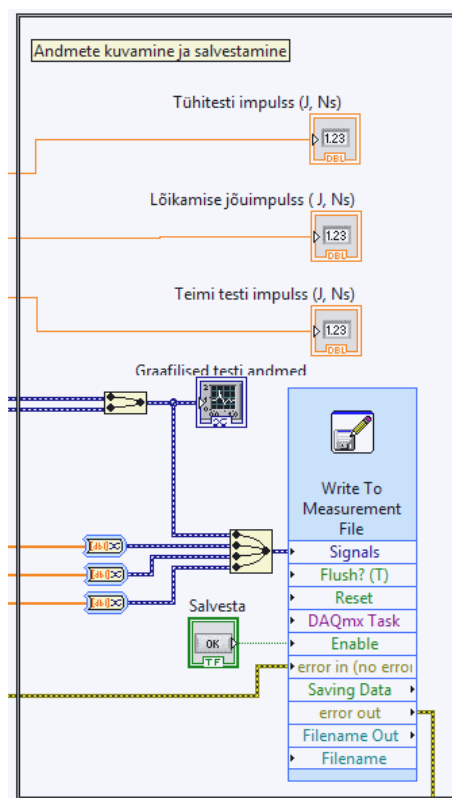 Andmete kuvamine ja salvestamine
Tühitesti impulss (J, Ns)
1.23
DBL
Lõikamise jõuimpulss ( J, Ns)
1.23
DBL
Teimi testi impulss (J, Ns)
1.23
DBL
Graafilised testi andmed
Write To
Measurement
File
Signals
Flush? (T)
Reset
DAQmx Task
Enable
error in (no error
Saving Data
error out
Filename Out
Filename
Salvesta
OK
TF